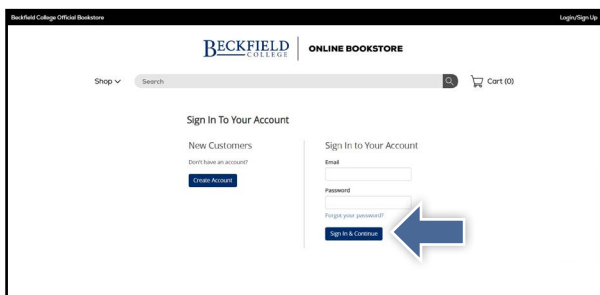 Beckfield College Official Bookstore
Login/Sign Up
BECKFIELD
COLLEGE
ONLINE BOOKSTORE
Shop
Search
Cart (0)
Sign In To Your Account
New Customers
Don't have an account?
Create Account
Sign In to Your Account
Email
Password
Forgot your password?
Sign In & Continue